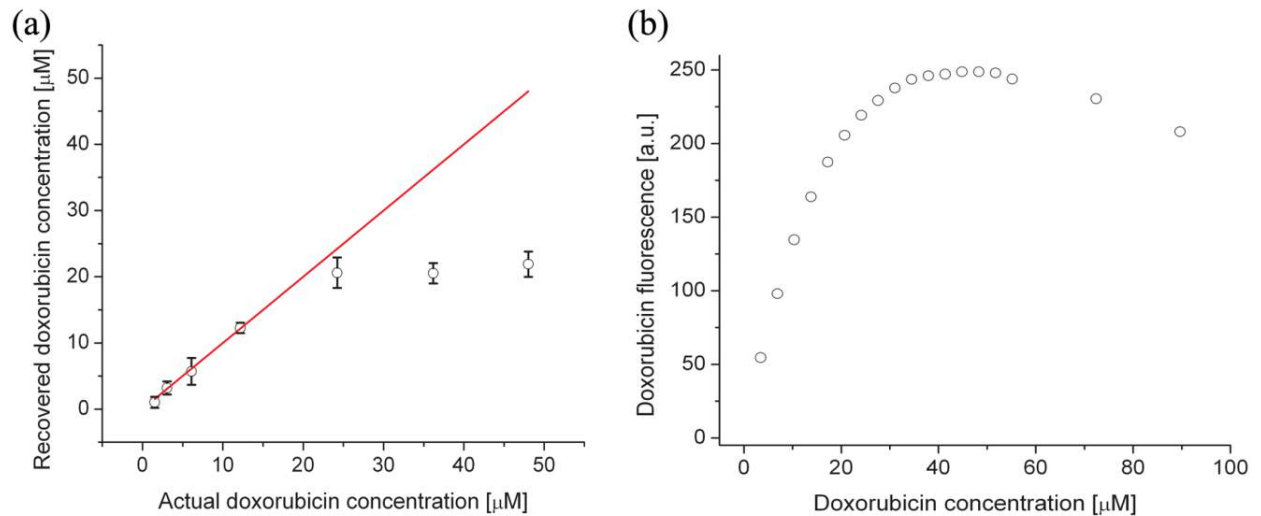 (a)
Recovered doxorubicin concentration [μM]
50
40
30
20
10
0
0 10 20 30 40 50
Actual doxorubicin concentration [μM]
(b)
Doxorubicin fluorescence [a.u.]
250
200
150
100
50
0
0 20 40 60 80 100
Doxorubicin concentration [μM]